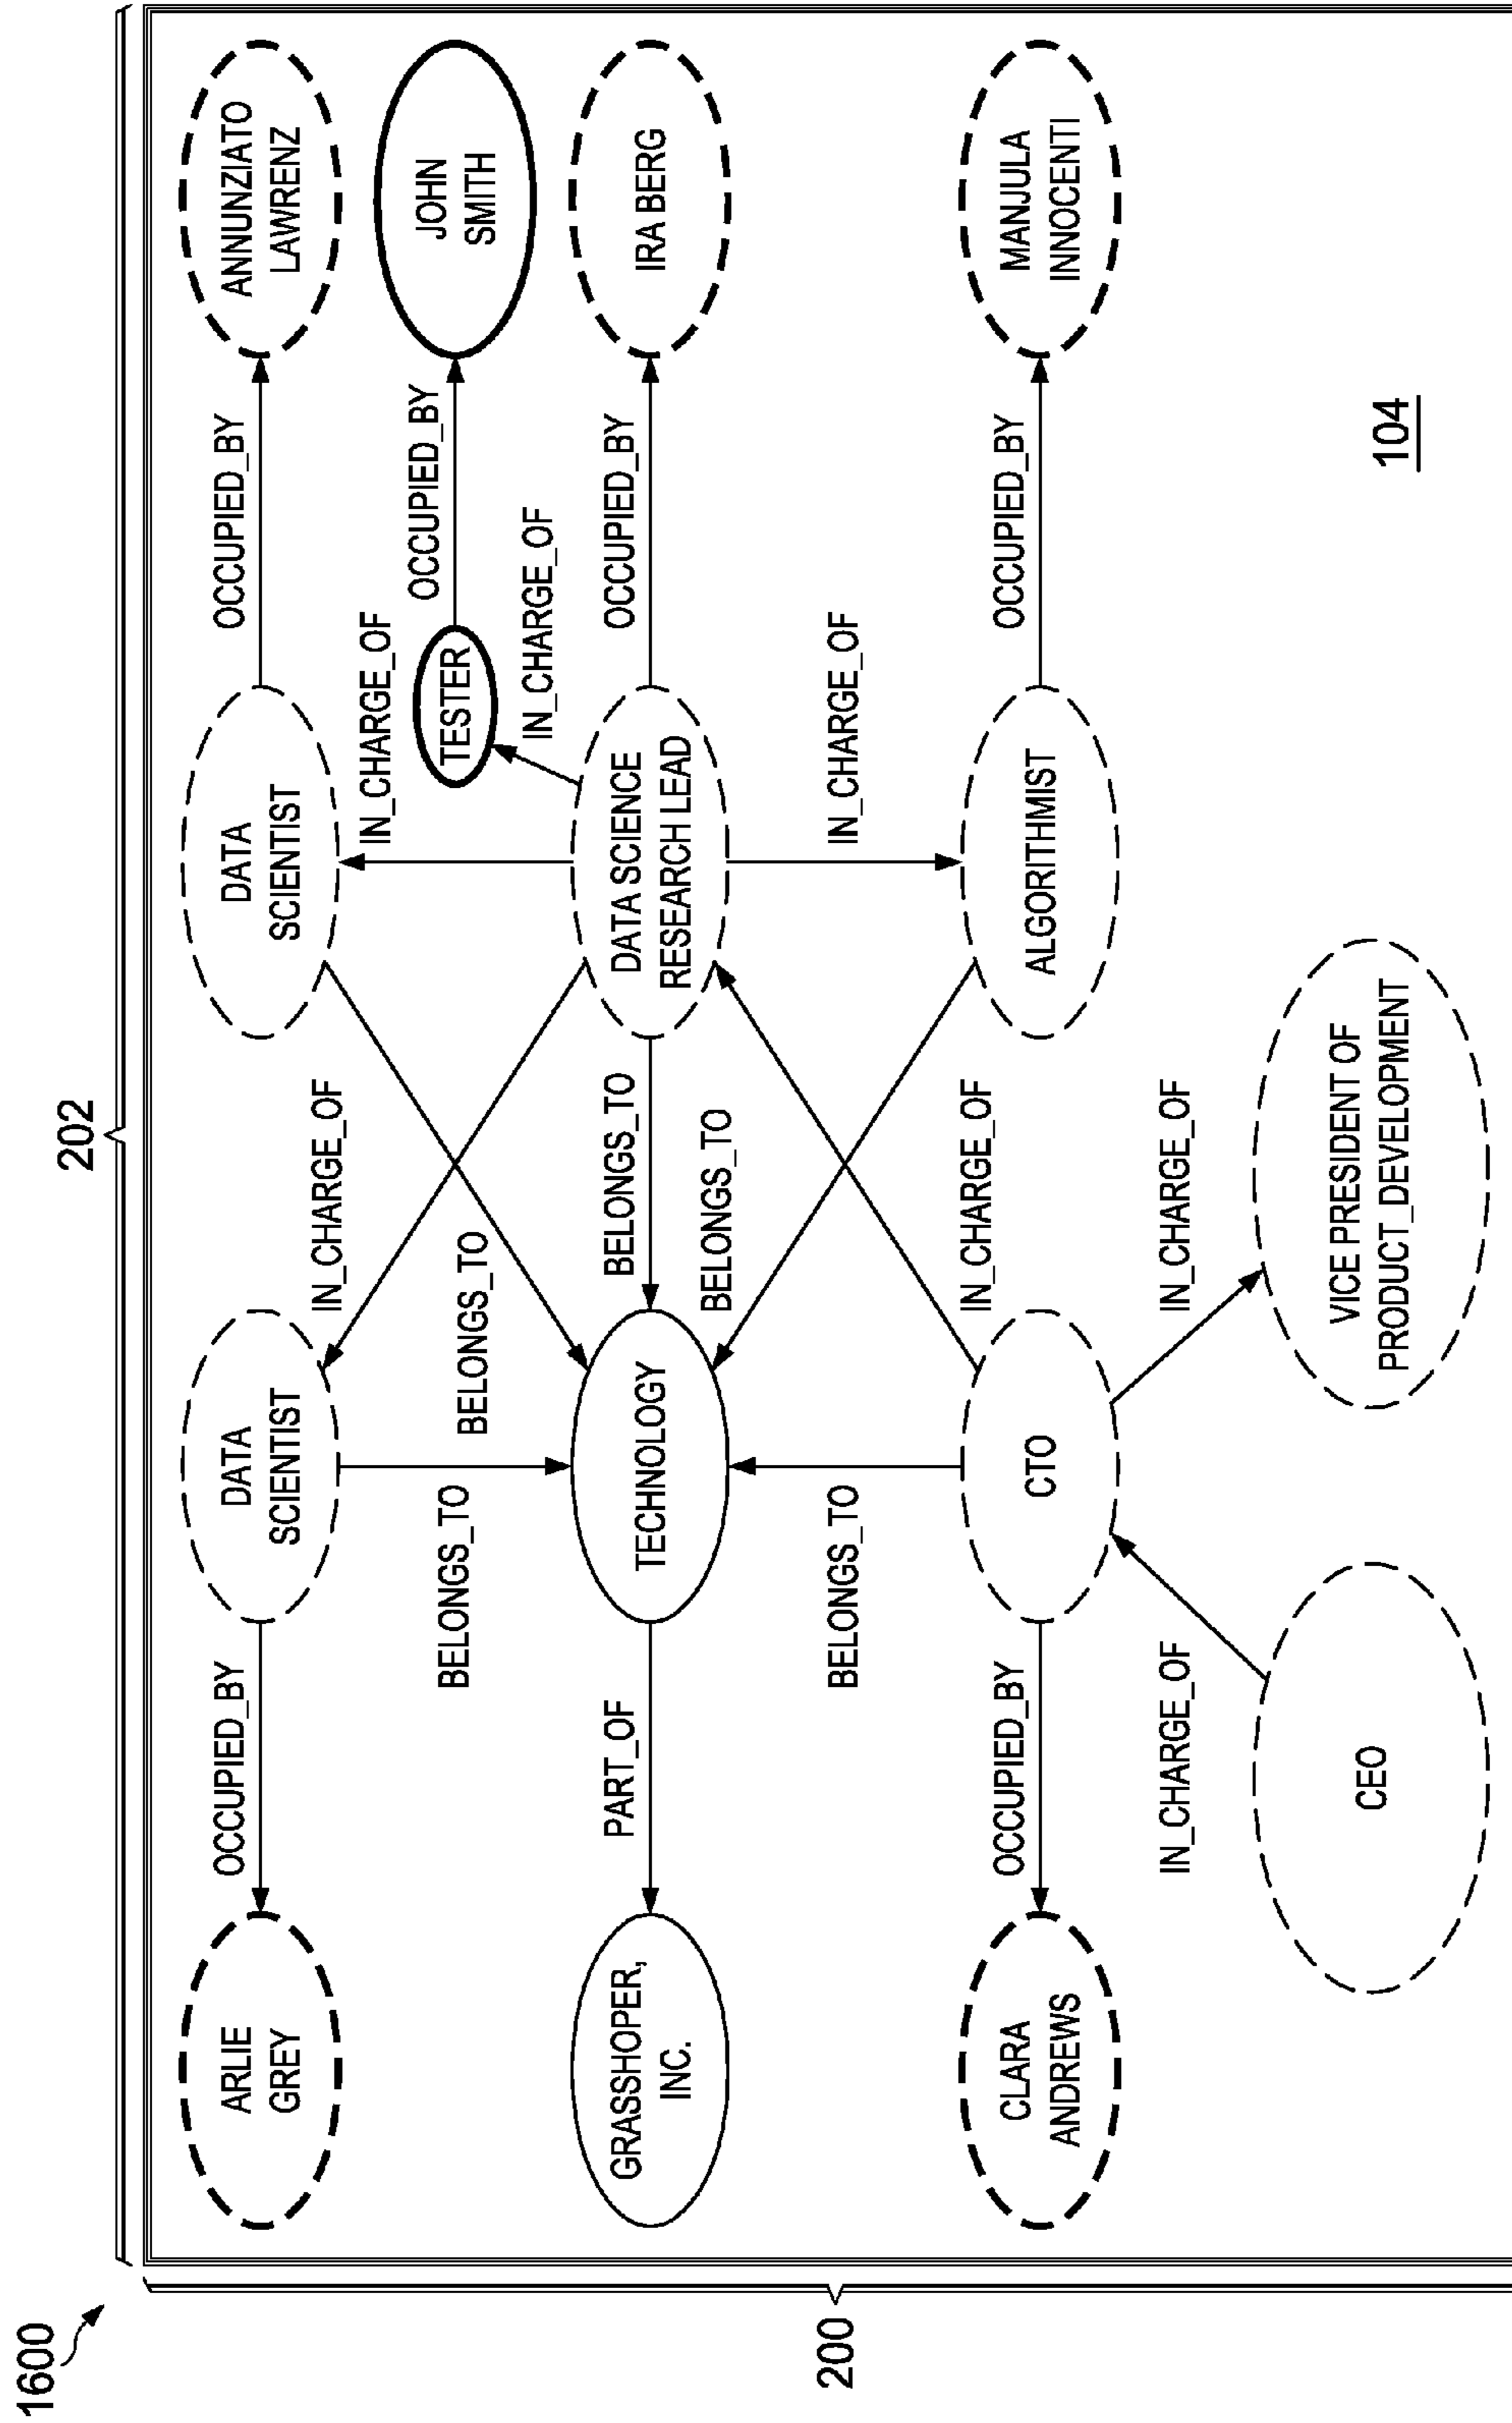 1600
202
200
ARLIE
GREY
OCCUPIED_BY
DATA
SCIENTIST
IN_CHARGE_OF
DATA
SCIENTIST
OCCUPIED_BY
ANNUNZIATO
LAWRENZ
BELONGS_TO
BELONGS_TO
IN_CHARGE_OF
TESTER
OCCUPIED_BY
JOHN
SMITH
IN_CHARGE_OF
GRASSHOPER,
INC.
PART_OF
TECHNOLOGY
BELONGS_TO
DATA SCIENCE
RESEARCH LEAD
OCCUPIED_BY
IRA BERG
BELONGS_TO
BELONGS_TO
IN_CHARGE_OF
CLARA
ANDREWS
OCCUPIED_BY
CTO
IN_CHARGE_OF
ALGORITHMIST
OCCUPIED_BY
MANJULA
INNOCENTI
IN_CHARGE_OF
IN_CHARGE_OF
CEO
VICE PRESIDENT OF
PRODUCT_DEVELOPMENT
104